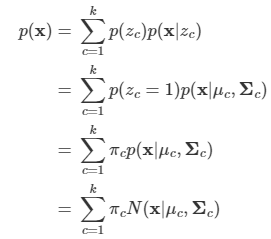 p(𝐱) = ∑_{c=1}^{k} p(z_c)p(𝐱|z_c)
= ∑_{c=1}^{k} p(z_c = 1)p(𝐱|μ_c, 𝚺_c)
= ∑_{c=1}^{k} π_c p(𝐱|μ_c, 𝚺_c)
= ∑_{c=1}^{k} π_c N(𝐱|μ_c, 𝚺_c)